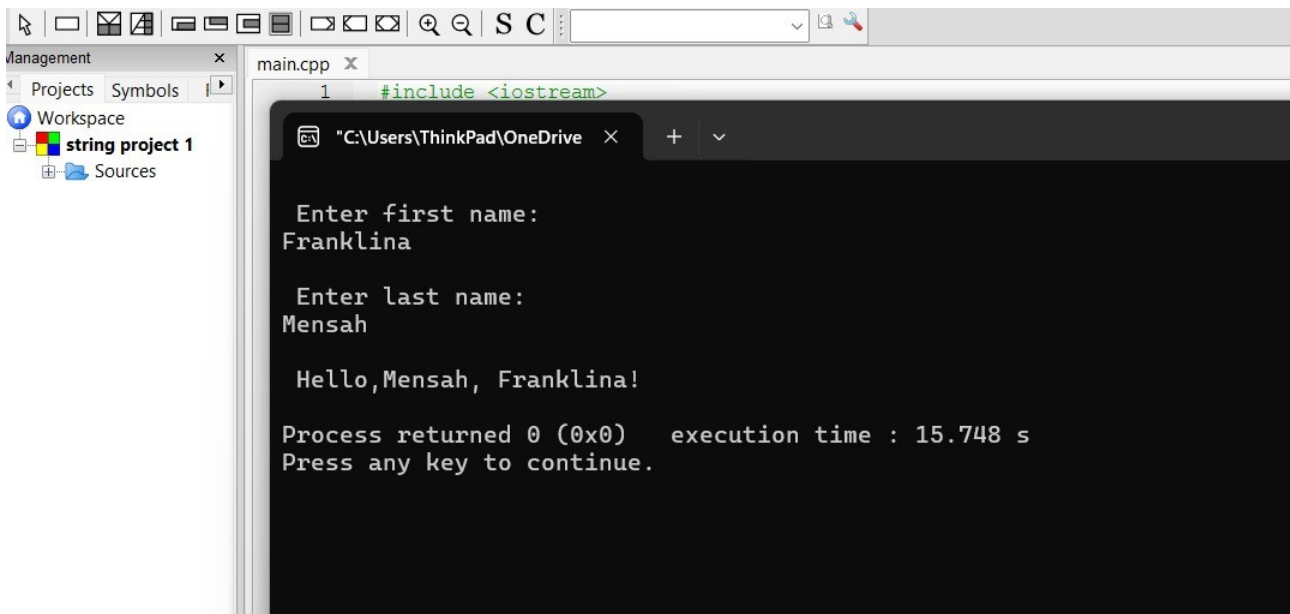 S C
Management x
main.cpp X
Projects Symbols
1 #include <iostream>
Workspace
string project 1
Sources
"C:\Users\ThinkPad\OneDrive
Enter first name:
Franklina
Enter last name:
Mensah
Hello,Mensah, Franklina!
Process returned 0 (0x0)   execution time : 15.748 s
Press any key to continue.